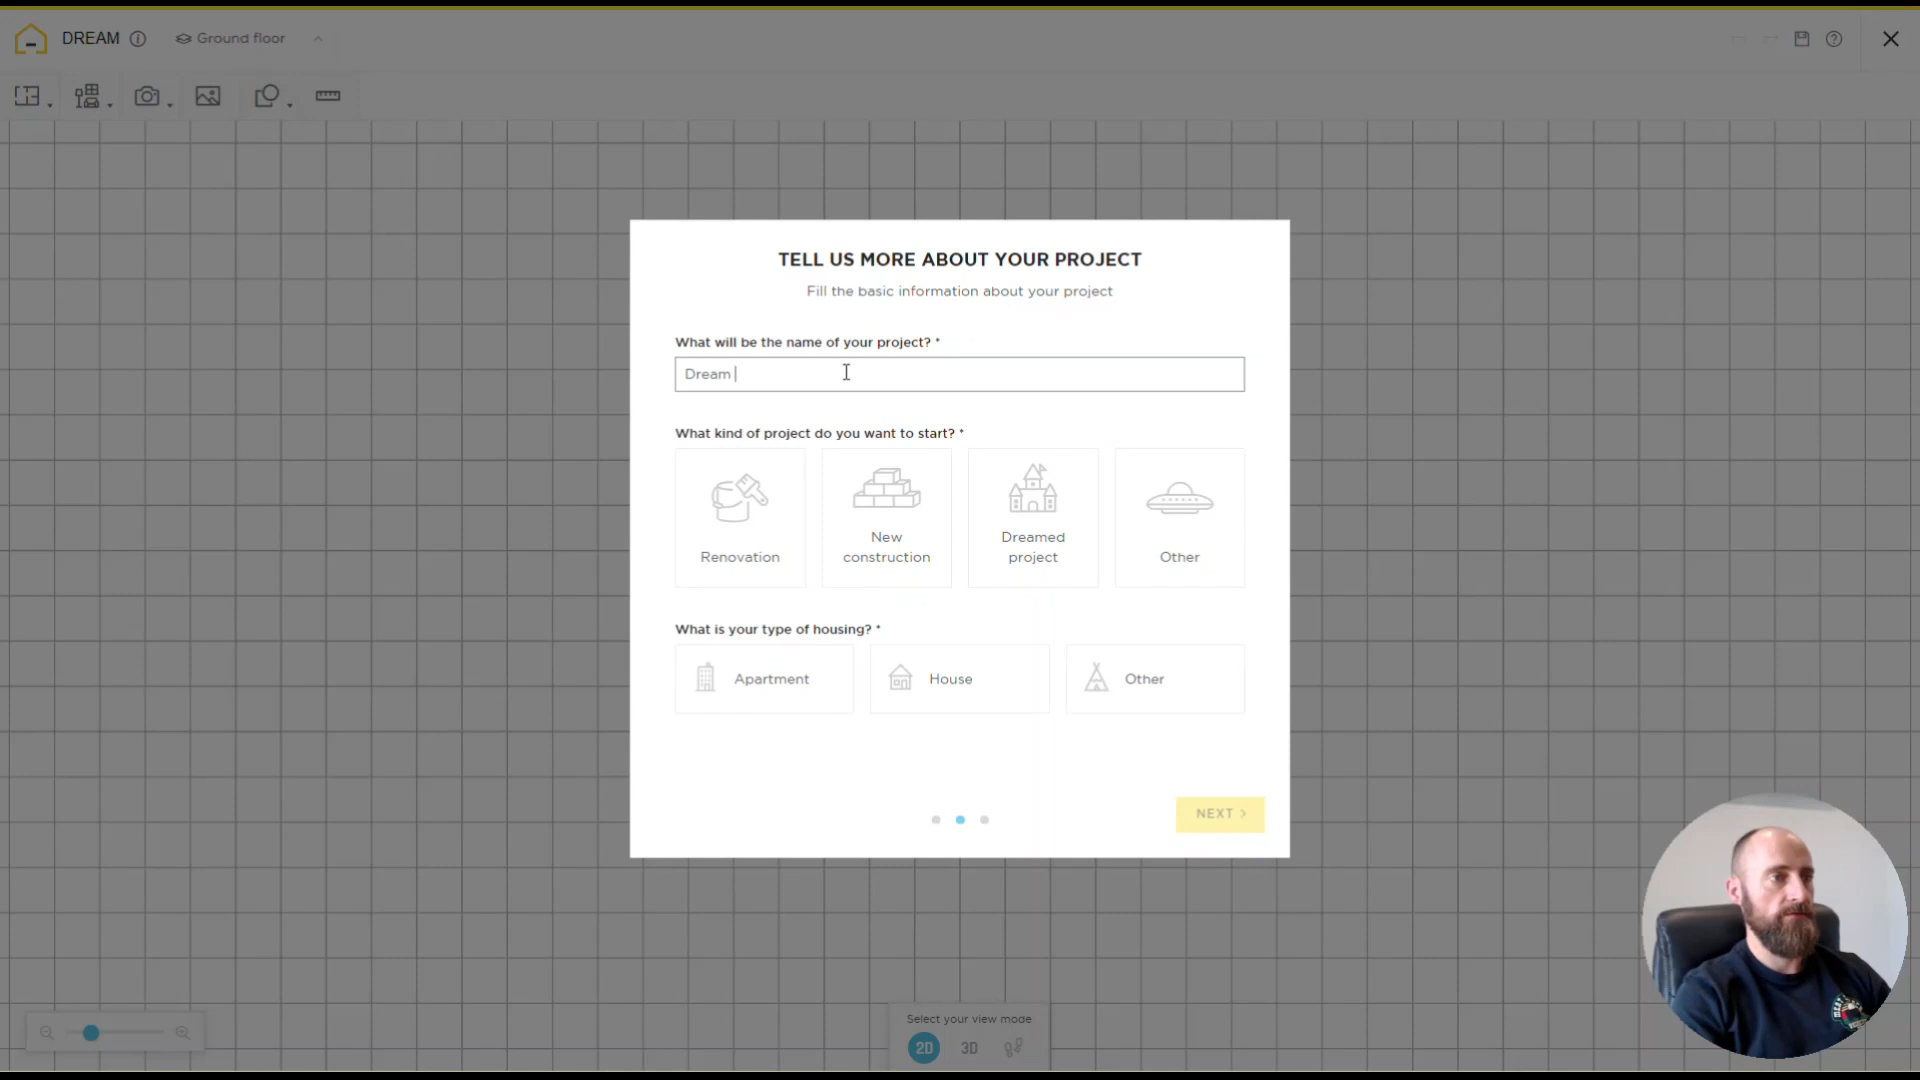 DREAM
Ground floor
TELL US MORE ABOUT YOUR PROJECT
Fill the basic information about your project
What will be the name of your project? *
Dream
What kind of project do you want to start? *
Renovation
New
construction
Dreamed
project
Other
What is your type of housing? *
Apartment
House
Other
NEXT >
Select your view mode
2D 3D